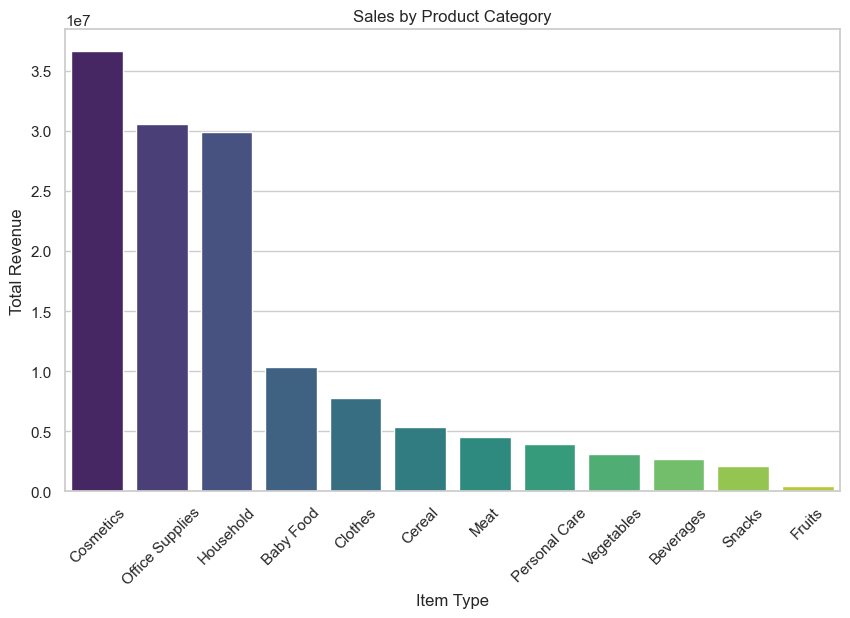 Sales by Product Category
1e7
Total Revenue
3.5
3.0
2.5
2.0
1.5
1.0
0.5
0.0
Cosmetics
Office Supplies
Household
Baby Food
Clothes
Cereal
Meat
Personal Care
Vegetables
Beverages
Snacks
Fruits
Item Type